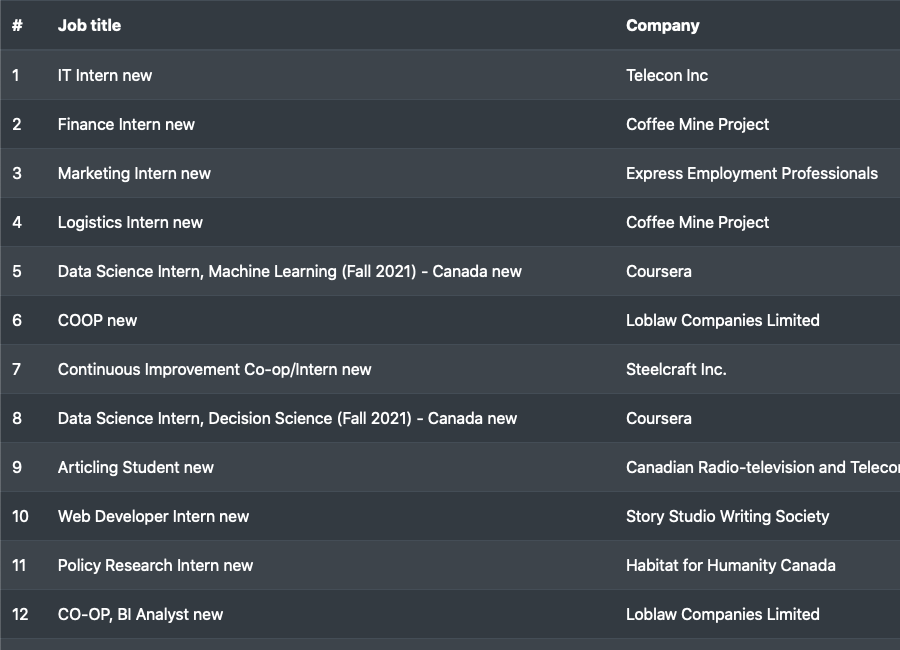 # Job title Company
1 IT Intern new Telecon Inc
2 Finance Intern new Coffee Mine Project
3 Marketing Intern new Express Employment Professionals
4 Logistics Intern new Coffee Mine Project
5 Data Science Intern, Machine Learning (Fall 2021) - Canada new Coursera
6 COOP new Loblaw Companies Limited
7 Continuous Improvement Co-op/Intern new Steelcraft Inc.
8 Data Science Intern, Decision Science (Fall 2021) - Canada new Coursera
9 Articling Student new Canadian Radio-television and
10 Web Developer Intern new Story Studio Writing Society
11 Policy Research Intern new Habitat for Humanity Canada
12 CO-OP, BI Analyst new Loblaw Companies Limited